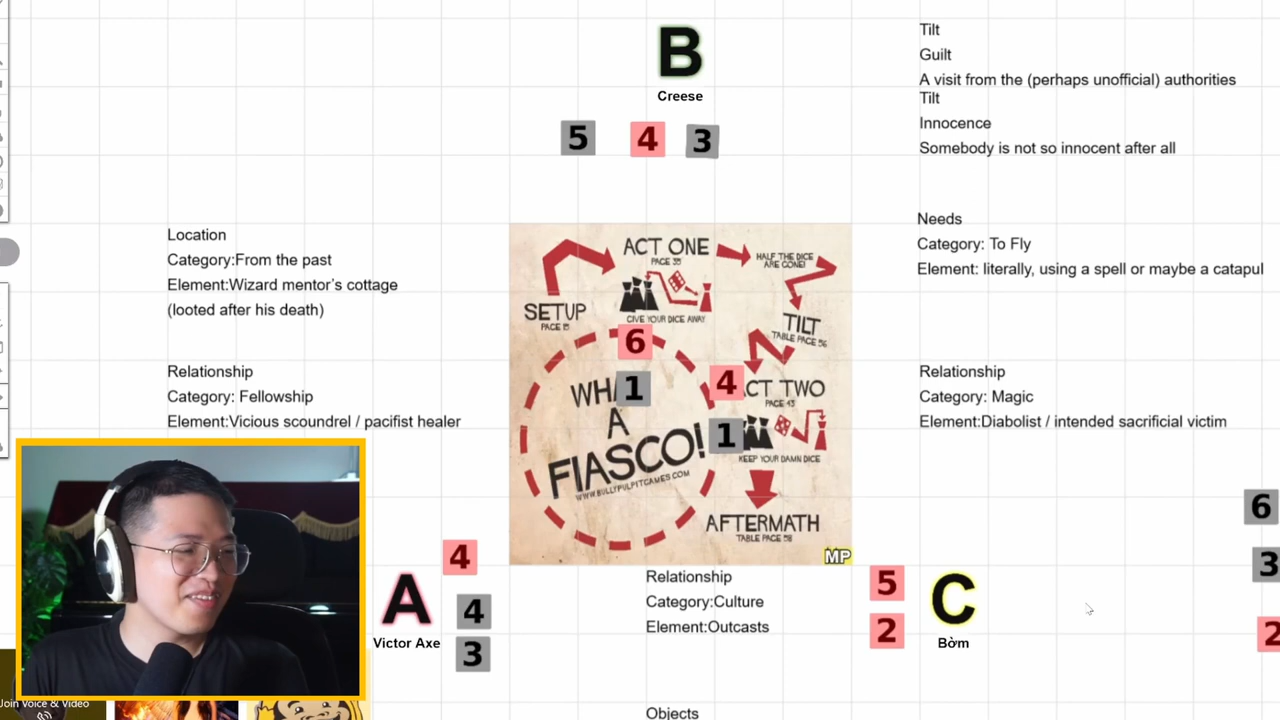 B
Creese
5 4 3
Tilt
Guilt
A visit from the (perhaps unofficial) authorities
Tilt
Innocence
Somebody is not so innocent after all
Location
Category:From the past
Element:Wizard mentor's cottage
(looted after his death)
Needs
Category: To Fly
Element: literally, using a spell or maybe a catapul
Relationship
Category: Fellowship
Element:Vicious scoundrel / pacifist healer
Relationship
Category: Magic
Element:Diabolist / intended sacrificial victim
SETUP
PAGE 15
ACT ONE
PAGE 35
GIVE YOUR DICE AWAY
HALF THE DICE
ARE GONE!
TILT
TABLE PAGE 56
6
1
4
1
CT TWO
PAGE 43
KEEP YOUR DAMN DICE
WHA
A
FIASCO!
WWW.BULLYPULPITGAMES.COM
AFTERMATH
TABLE PAGE 58
MP
A
Victor Axe
4
4
3
Relationship
Category:Culture
Element:Outcasts
5
2
C
Bờm
6
3
2
Objects
Join Voice & Video